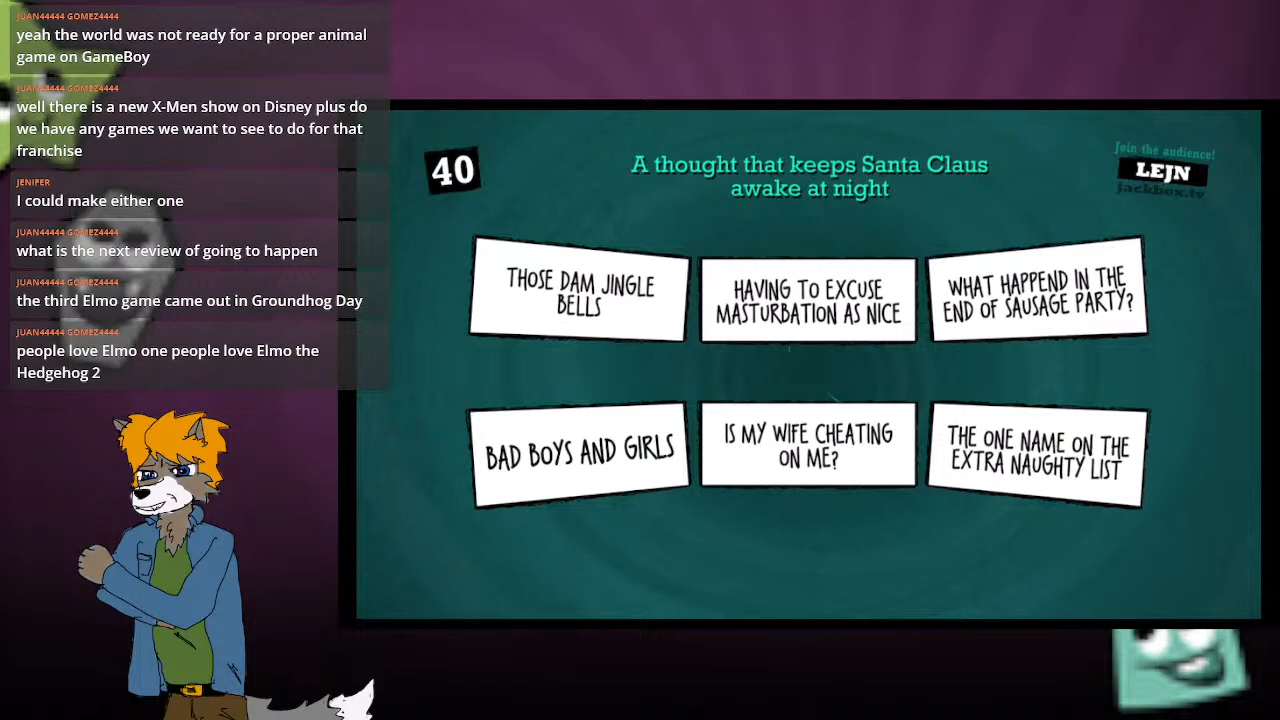 JUAN44444 GOMEZ4444
yeah the world was not ready for a proper animal
game on GameBoy
JUAN44444 GOMEZ4444
well there is a new X-Men show on Disney plus do
we have any games we want to see to do for that
franchise
JENIFER
I could make either one
JUAN44444 GOMEZ4444
what is the next review of going to happen
JUAN44444 GOMEZ4444
the third Elmo game came out in Groundhog Day
JUAN44444 GOMEZ4444
people love Elmo one people love Elmo the
Hedgehog 2
40
A thought that keeps Santa Claus
awake at night
Join the audience!
LEJN
jackbox.tv
THOSE DAM JINGLE
BELLS
HAVING TO EXCUSE
MASTURBATION AS NICE
WHAT HAPPEND IN THE
END OF SAUSAGE PARTY?
BAD BOYS AND GIRLS
IS MY WIFE CHEATING
ON ME?
THE ONE NAME ON THE
EXTRA NAUGHTY LIST